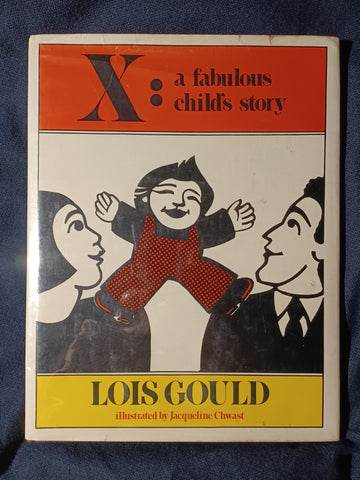 X: a fabulous
child's story
LOIS GOULD
illustrated by Jacqueline Chwast